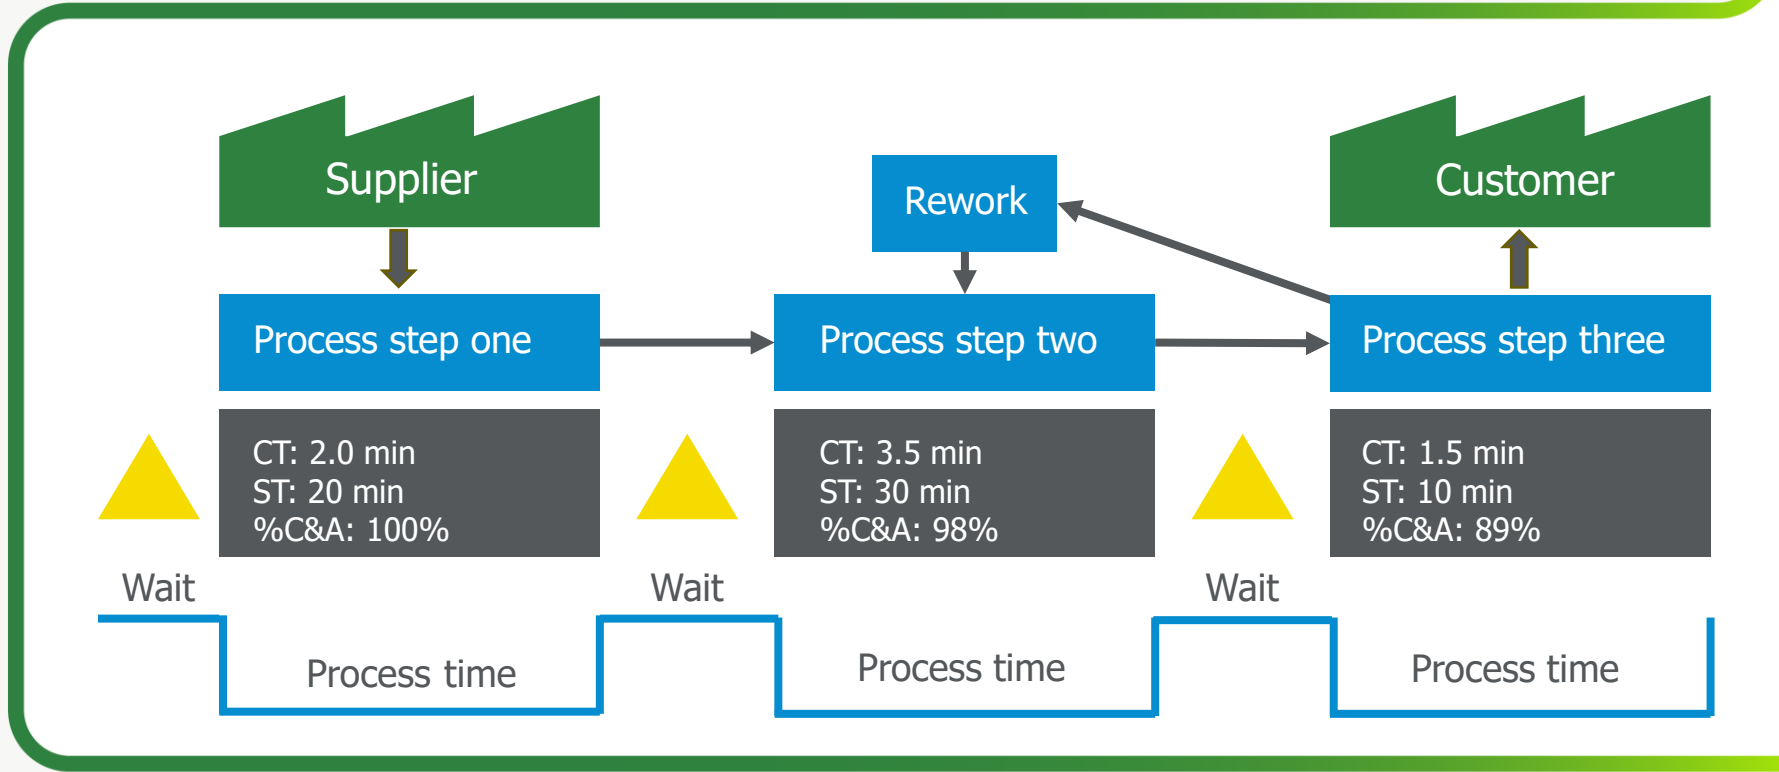 Supplier
Rework
Customer
Process step one
Process step two
Process step three
CT: 2.0 min
ST: 20 min
%C&A: 100%
CT: 3.5 min
ST: 30 min
%C&A: 98%
CT: 1.5 min
ST: 10 min
%C&A: 89%
Wait
Wait
Wait
Process time
Process time
Process time